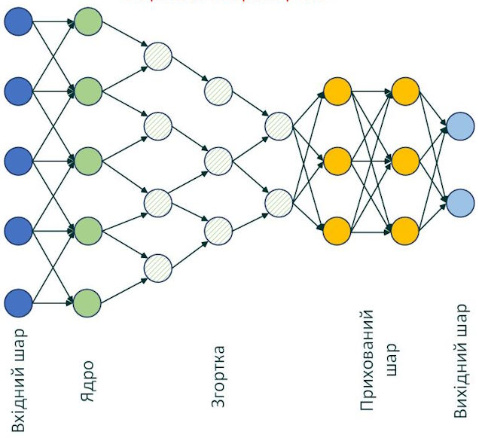 Вхідний шар
Ядро
Згортка
Прихований
шар
Вихідний шар